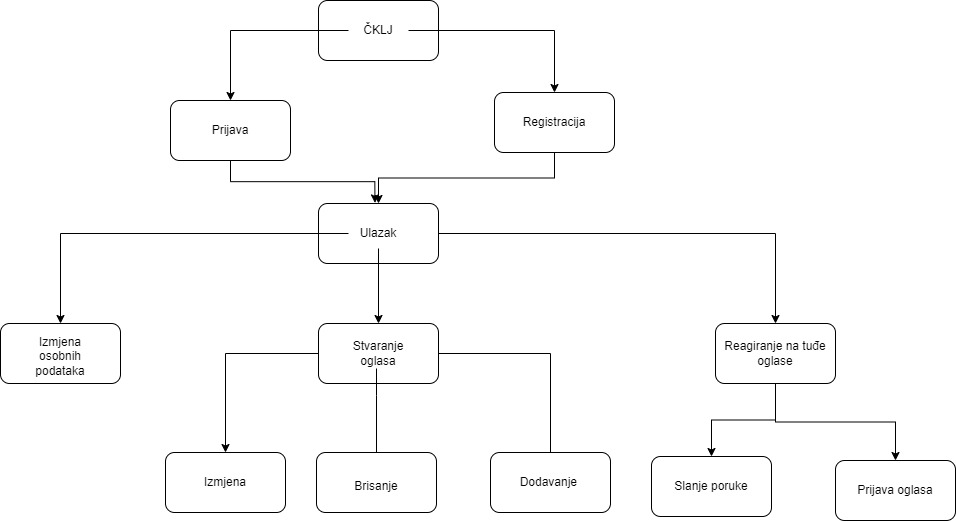 ČKLJ
Prijava
Registracija
Ulazak
Izmjena
osobnih
podataka
Stvaranje
oglasa
Reagiranje na tuđe
oglase
Izmjena
Brisanje
Dodavanje
Slanje poruke
Prijava oglasa